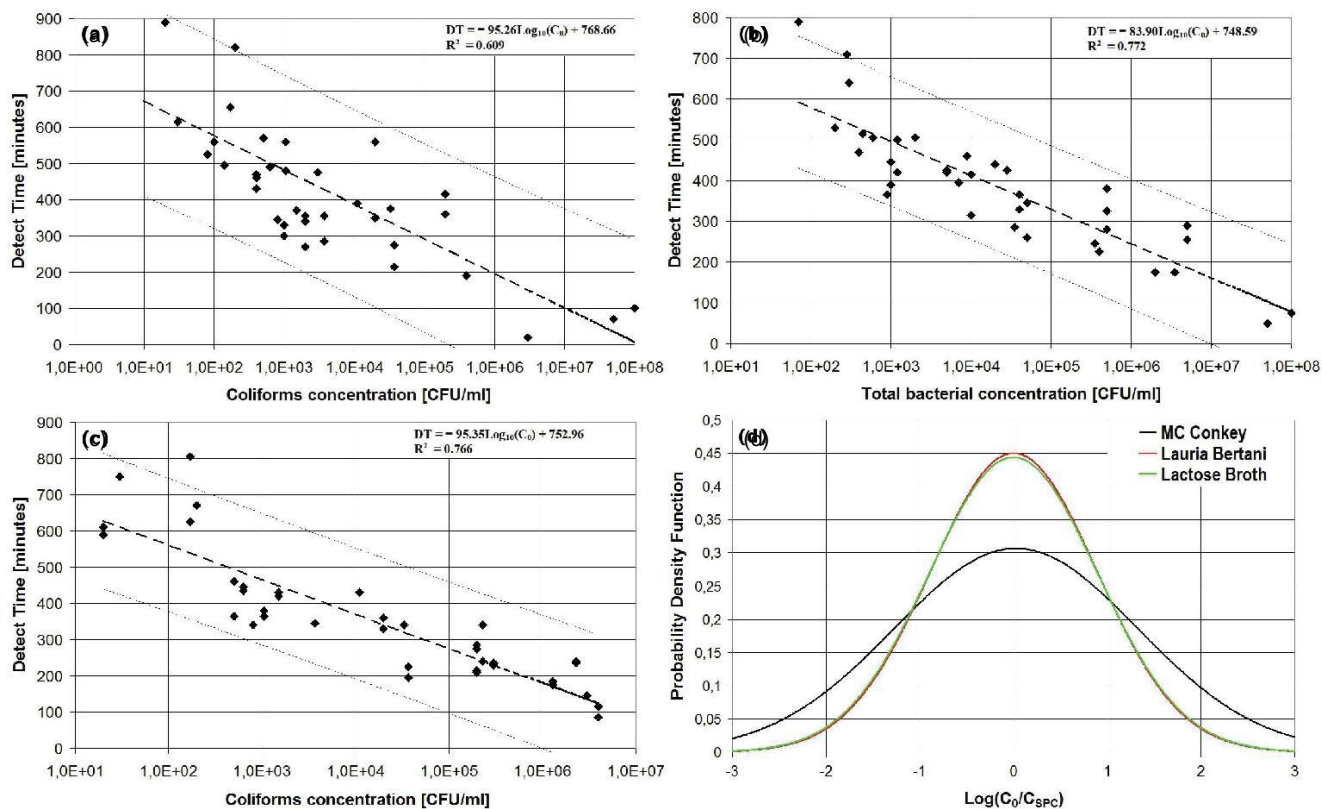 (a)
DT = − 95.26Log10(C0) + 768.66
R² = 0.609
Detect Time [minutes]
900
800
700
600
500
400
300
200
100
0
1,0E+00 1,0E+01 1,0E+02 1,0E+03 1,0E+04 1,0E+05 1,0E+06 1,0E+07 1,0E+08
Coliforms concentration [CFU/ml]
(b)
DT = − 83.90Log10(C0) + 748.59
R² = 0.772
Detect Time [minutes]
800
700
600
500
400
300
200
100
0
1,0E+01 1,0E+02 1,0E+03 1,0E+04 1,0E+05 1,0E+06 1,0E+07 1,0E+08
Total bacterial concentration [CFU/ml]
(c)
DT = − 95.35Log10(C0) + 752.96
R² = 0.766
Detect Time [minutes]
900
800
700
600
500
400
300
200
100
0
1,0E+01 1,0E+02 1,0E+03 1,0E+04 1,0E+05 1,0E+06 1,0E+07
Coliforms concentration [CFU/ml]
(d)
MC Conkey
Lauria Bertani
Lactose Broth
Probability Density Function
0,5
0,45
0,4
0,35
0,3
0,25
0,2
0,15
0,1
0,05
0
-3 -2 -1 0 1 2 3
Log(C0/CSPC)